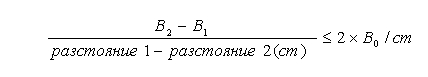 B₂ − B₁
разстояние 1 − разстояние 2(cm) ≤ 2 × B₀ / cm